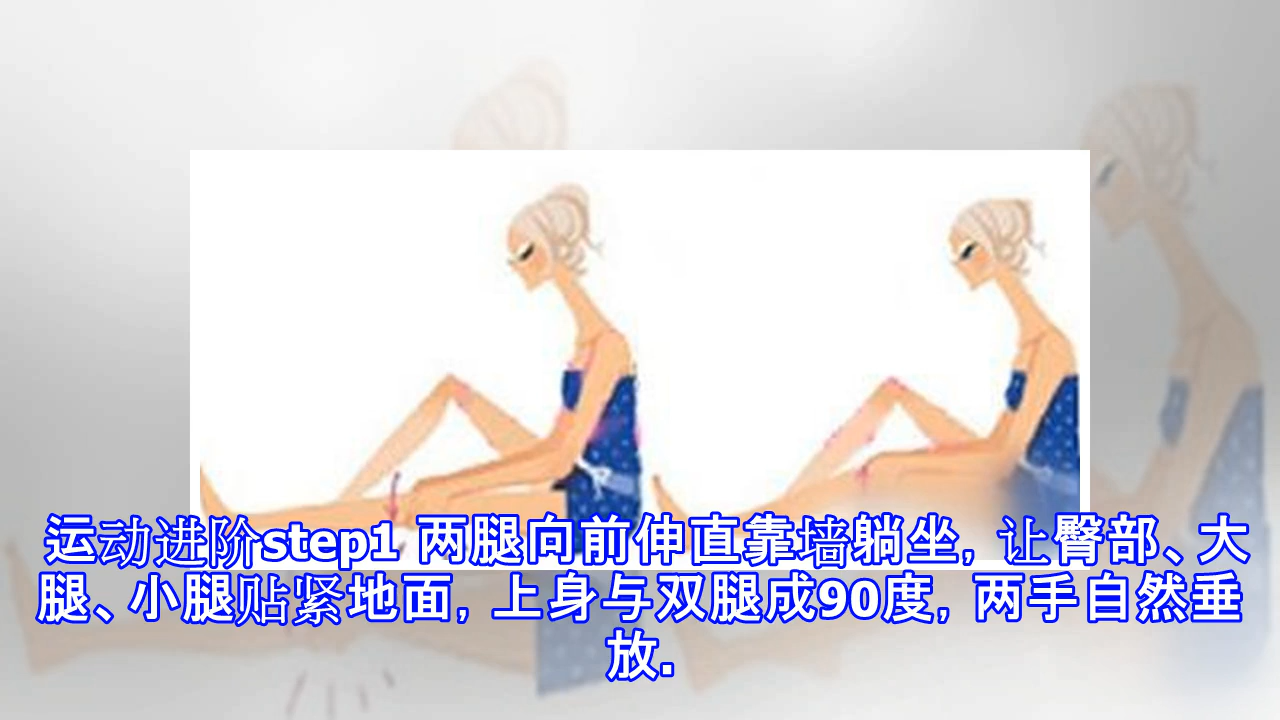 运动进阶step1 两腿向前伸直靠墙躺坐, 让臀部、大
腿、小腿贴紧地面, 上身与双腿成90度, 两手自然垂
放.